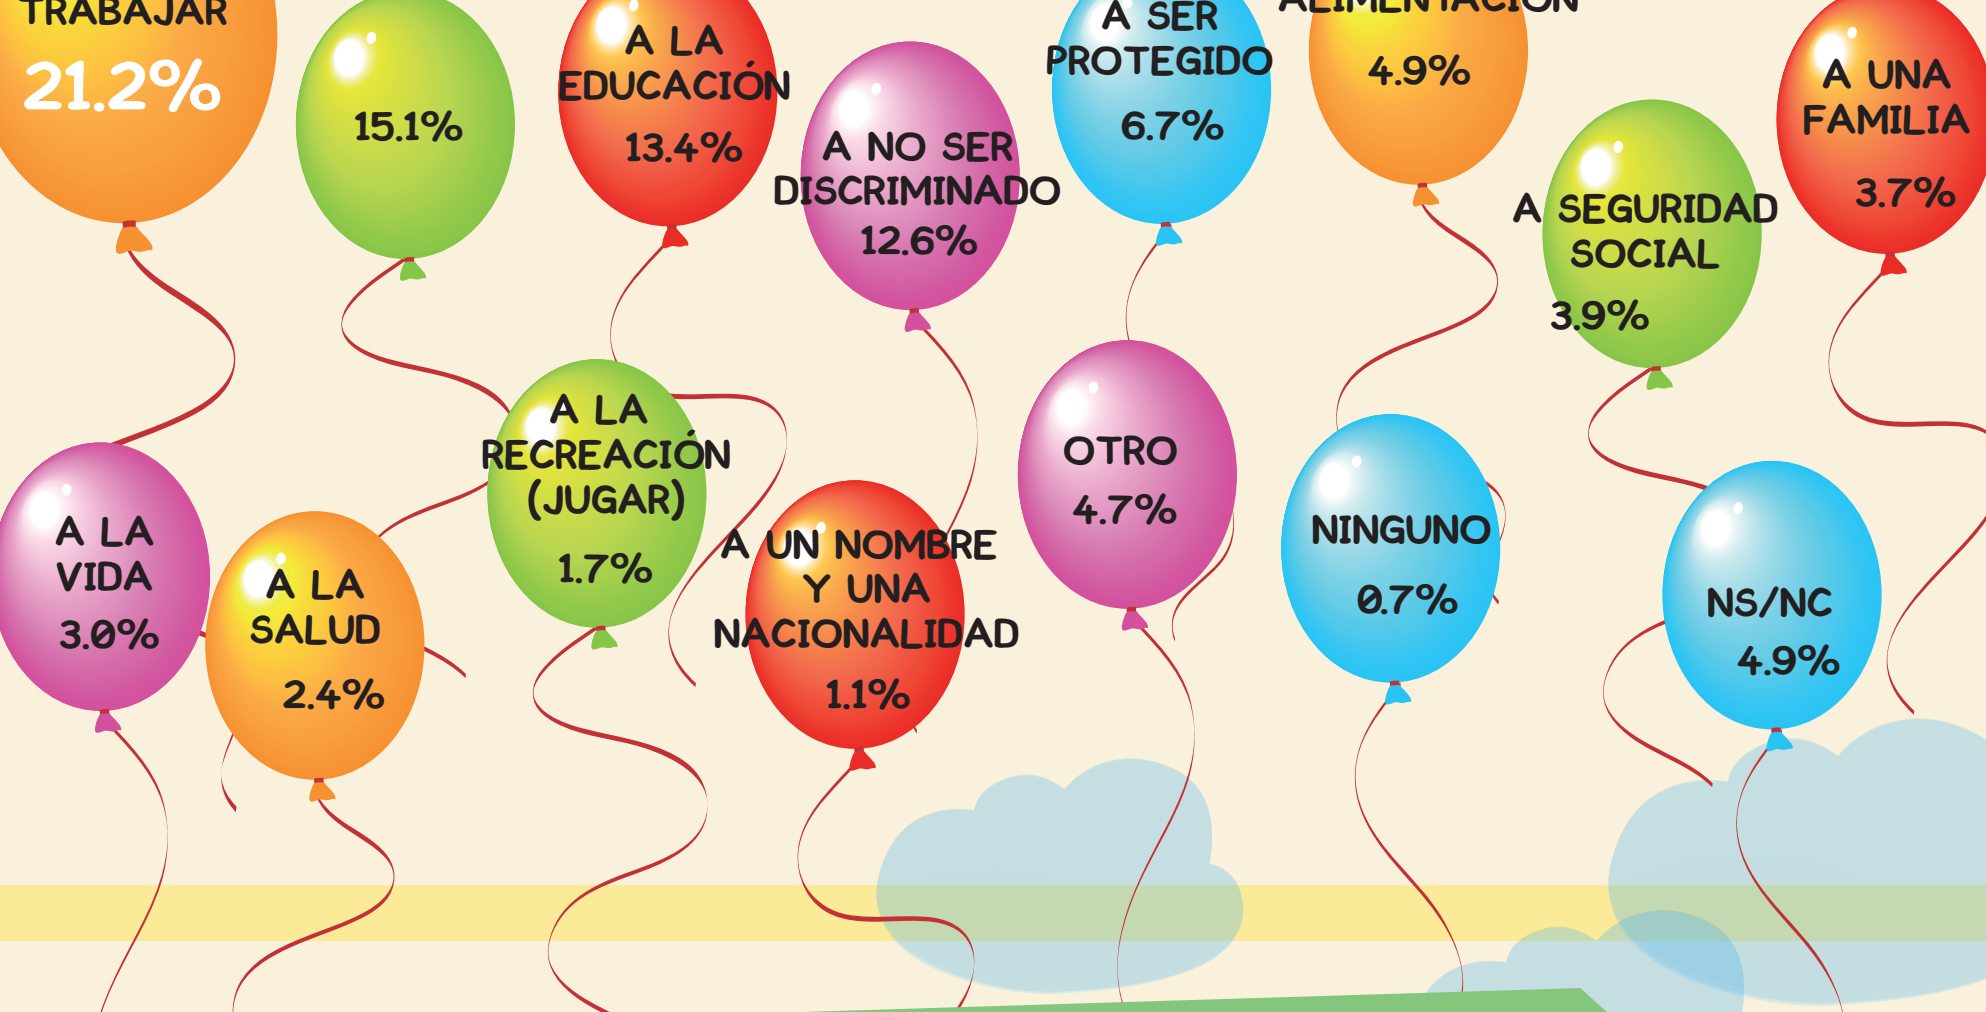 TRABAJAR
21.2%
15.1%
A LA
EDUCACIÓN
13.4%
A NO SER
DISCRIMINADO
12.6%
A SER
PROTEGIDO
6.7%
ALIMENTACIÓN
4.9%
A SEGURIDAD
SOCIAL
3.9%
A UNA
FAMILIA
3.7%
A LA
VIDA
3.0%
A LA
SALUD
2.4%
A LA
RECREACIÓN
(JUGAR)
1.7%
A UN NOMBRE
Y UNA
NACIONALIDAD
1.1%
OTRO
4.7%
NINGUNO
0.7%
NS/NC
4.9%